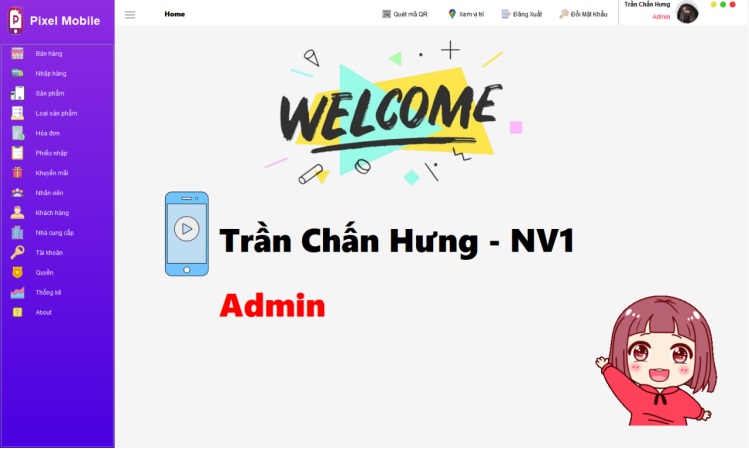 Pixel Mobile
Home
Quét mã QR
Xem vị trí
Đăng Xuất
Đổi Mật Khẩu
Trần Chấn Hưng
Admin
Bán hàng
Nhập hàng
Sản phẩm
Loại sản phẩm
Hóa đơn
Phiếu nhập
Khuyến mãi
Nhân viên
Khách hàng
Nhà cung cấp
Tài khoản
Quyền
Thống kê
About
WELCOME
Trần Chấn Hưng - NV1
Admin